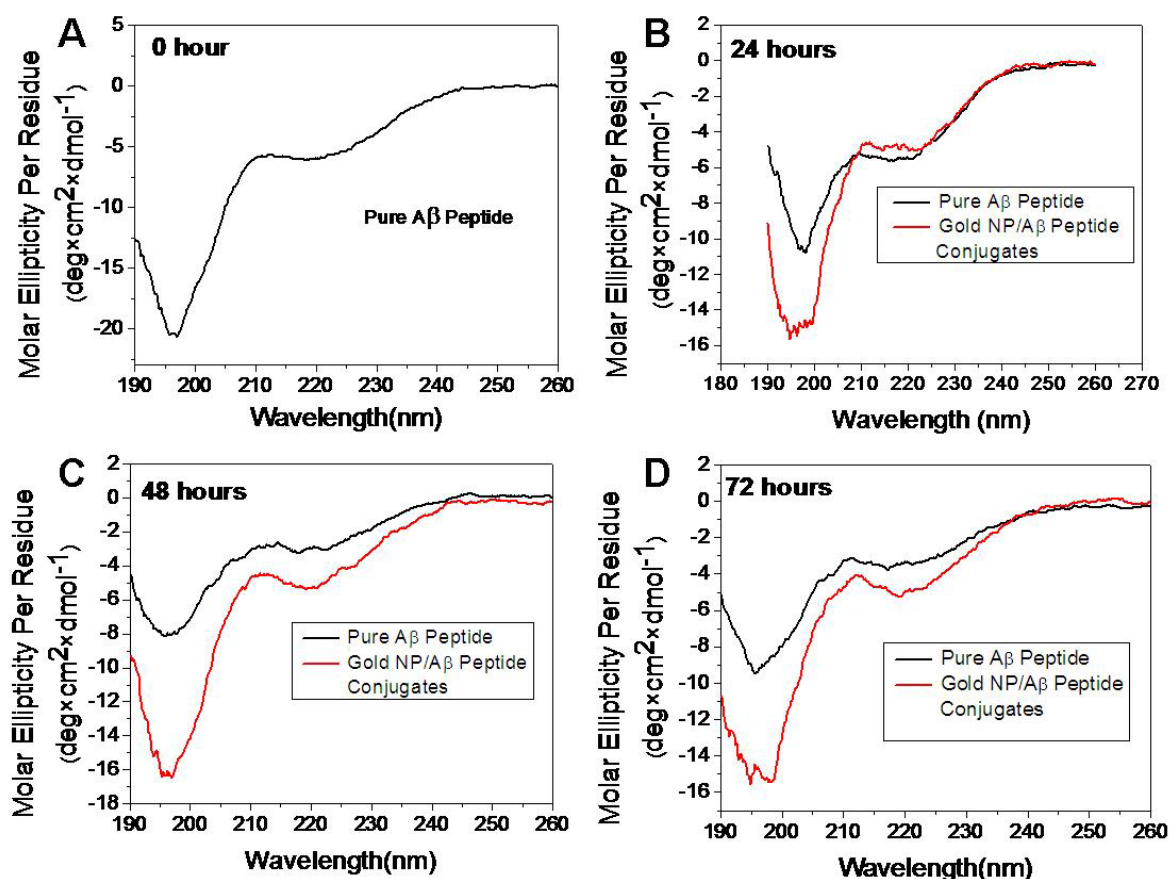 A
0 hour
Molar Ellipticity Per Residue
(deg×cm²×dmol⁻¹)
5
0
-5
-10
-15
-20
Pure Aβ Peptide
190 200 210 220 230 240 250 260
Wavelength(nm)
B
24 hours
Molar Ellipticity Per Residue
(deg×cm²×dmol⁻¹)
2
0
-2
-4
-6
-8
-10
-12
-14
-16
Pure Aβ Peptide
Gold NP/Aβ Peptide
Conjugates
180 190 200 210 220 230 240 250 260 270
Wavelength (nm)
C
48 hours
Molar Ellipticity Per Residue
(deg×cm²×dmol⁻¹)
2
0
-2
-4
-6
-8
-10
-12
-14
-16
-18
Pure Aβ Peptide
Gold NP/Aβ Peptide
Conjugates
190 200 210 220 230 240 250 260
Wavelength(nm)
D
72 hours
Molar Ellipticity Per Residue
(deg×cm²×dmol⁻¹)
2
0
-2
-4
-6
-8
-10
-12
-14
-16
Pure Aβ Peptide
Gold NP/Aβ Peptide
Conjugates
190 200 210 220 230 240 250 260
Wavelength(nm)